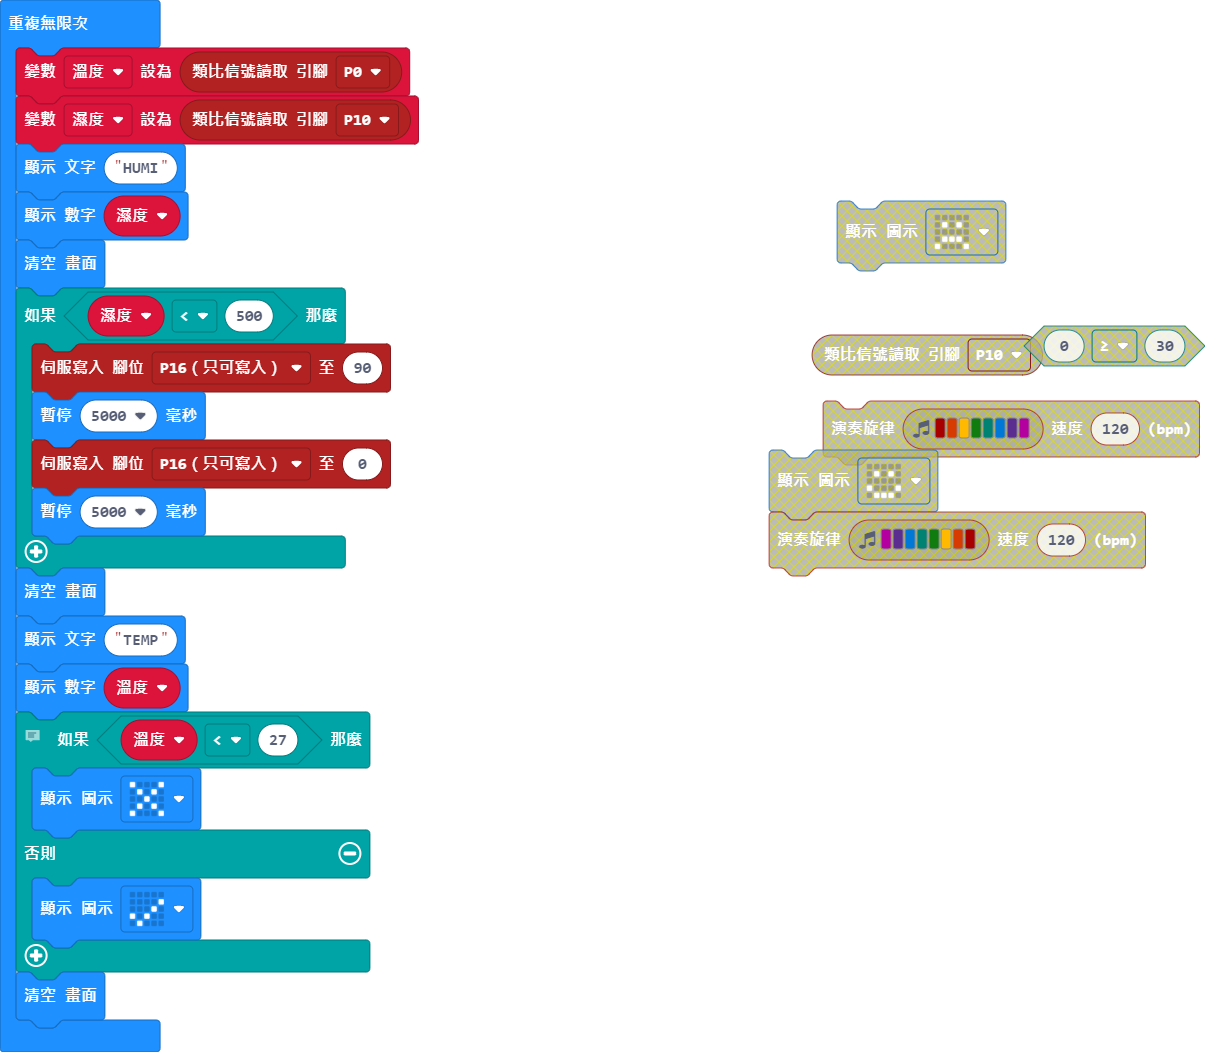 重複無限次
變數 溫度 設為 類比信號讀取 引腳 P0
變數 濕度 設為 類比信號讀取 引腳 P10
顯示 文字 "HUMI"
顯示 數字 濕度
清空 畫面
如果 濕度 < 500 那麼
伺服寫入 腳位 P16 ( 只可寫入 ) 至 90
暫停 5000 毫秒
伺服寫入 腳位 P16 ( 只可寫入 ) 至 0
暫停 5000 毫秒
清空 畫面
顯示 文字 "TEMP"
顯示 數字 溫度
如果 溫度 < 27 那麼
顯示 圖示
否則
顯示 圖示
清空 畫面
顯示 圖示
類比信號讀取 引腳 P10
0 ≥ 30
演奏旋律 速度 120 (bpm)
顯示 圖示
演奏旋律 速度 120 (bpm)